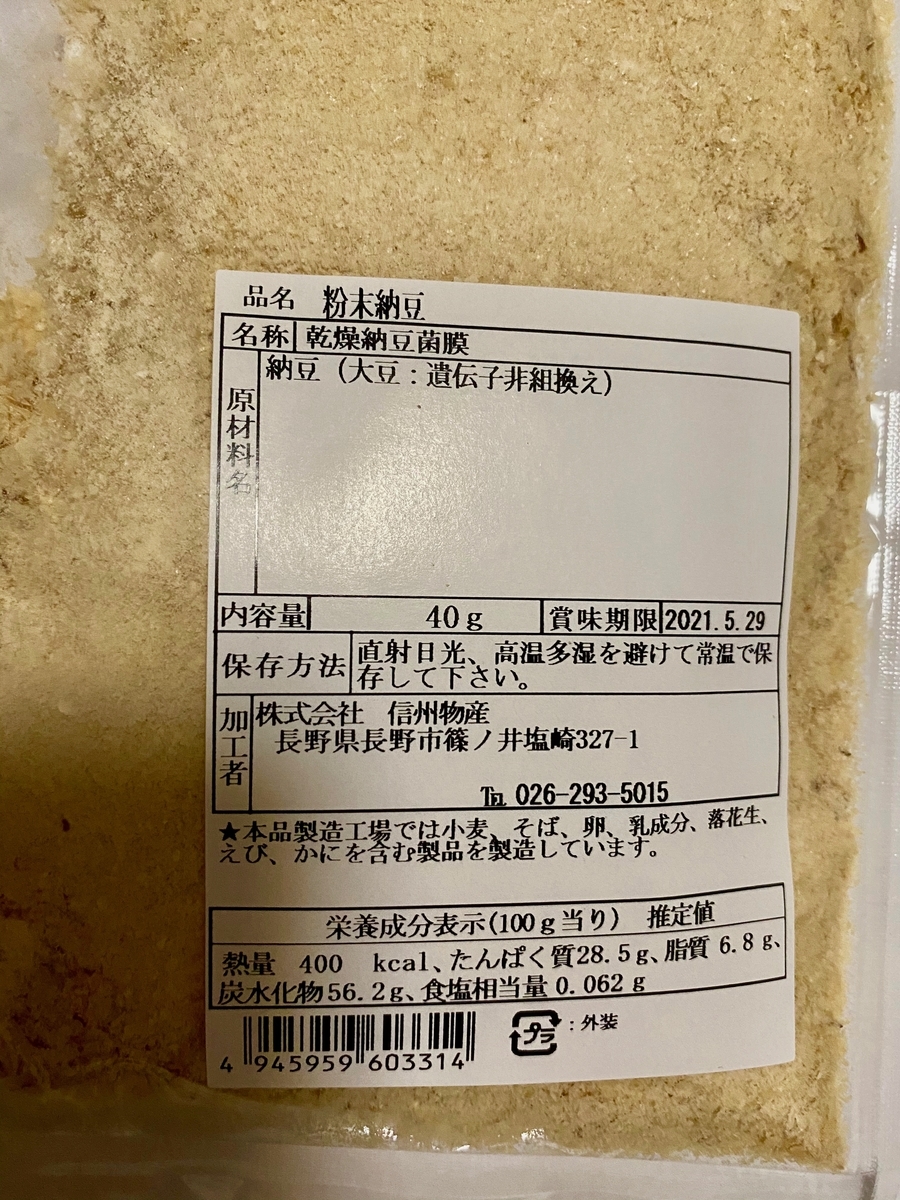 品名　粉末納豆
名称　乾燥納豆菌膜
原材料名　納豆（大豆：遺伝子非組換え）
内容量　40ｇ　賞味期限　2021.5.29
保存方法　直射日光、高温多湿を避けて常温で保
存して下さい。
加工者　株式会社　信州物産
長野県長野市篠ノ井塩崎327-1
℡ 026-293-5015
★本品製造工場では小麦、そば、卵、乳成分、落花生、
えび、かにを含む製品を製造しています。
栄養成分表示(100ｇ当り)　推定値
熱量　400　kcal、たんぱく質28.5ｇ、脂質 6.8ｇ、
炭水化物56.2ｇ、食塩相当量 0.062ｇ
4 945959 603314
プラ：外装